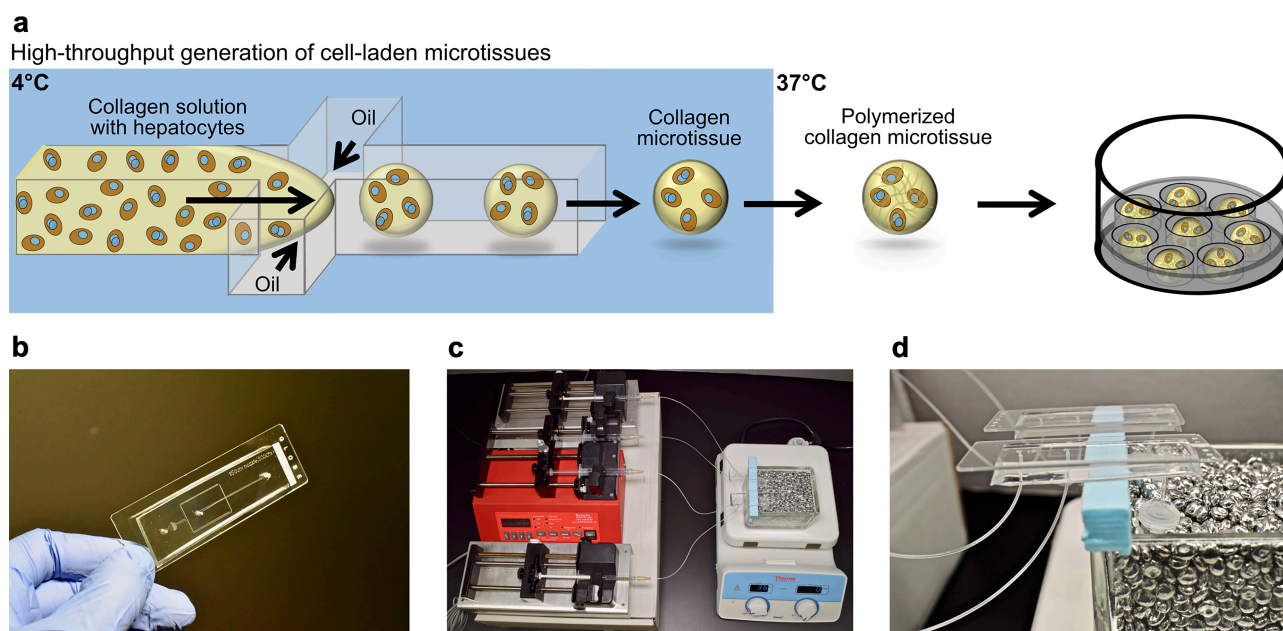 a
High-throughput generation of cell-laden microtissues
4°C
37°C
Collagen solution
with hepatocytes
Oil
Oil
Collagen
microtissue
Polymerized
collagen microtissue
b
c
d
Thermo